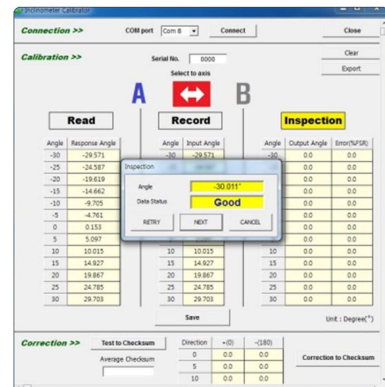 Inclinometer Calibrator
Connection >> COM port Com 8 Connect Close
Calibration >> Serial No. 0000 Clear
Select to axis Export
A B
Read Record Inspection
Angle Response Angle Angle Input Angle Angle Output Angle Error(%FSR)
-30 -29.571 -30 -29.571 -30 0.0 0.0
-25 -24.587 -25 0.0 0.0
-20 -19.619 -20 0.0 0.0
-15 -14.662 -15 0.0 0.0
-10 -9.705 -10 0.0 0.0
-5 -4.761 -5 0.0 0.0
0 0.153 0 0.0 0.0
5 5.097 5 0.0 0.0
10 10.015 10 10.015 10 0.0 0.0
15 14.927 15 14.927 15 0.0 0.0
20 19.867 20 19.867 20 0.0 0.0
25 24.785 25 24.785 25 0.0 0.0
30 29.703 30 29.703 30 0.0 0.0
Inspection
Angle -30.011°
Data Status Good
RETRY NEXT CANCEL
Save Unit : Degree(°)
Correction >> Test to Checksum Direction +(0) -(180)
Average Checksum 0 0.0 0.0 Correction to Checksum
5 0.0 0.0
10 0.0 0.0